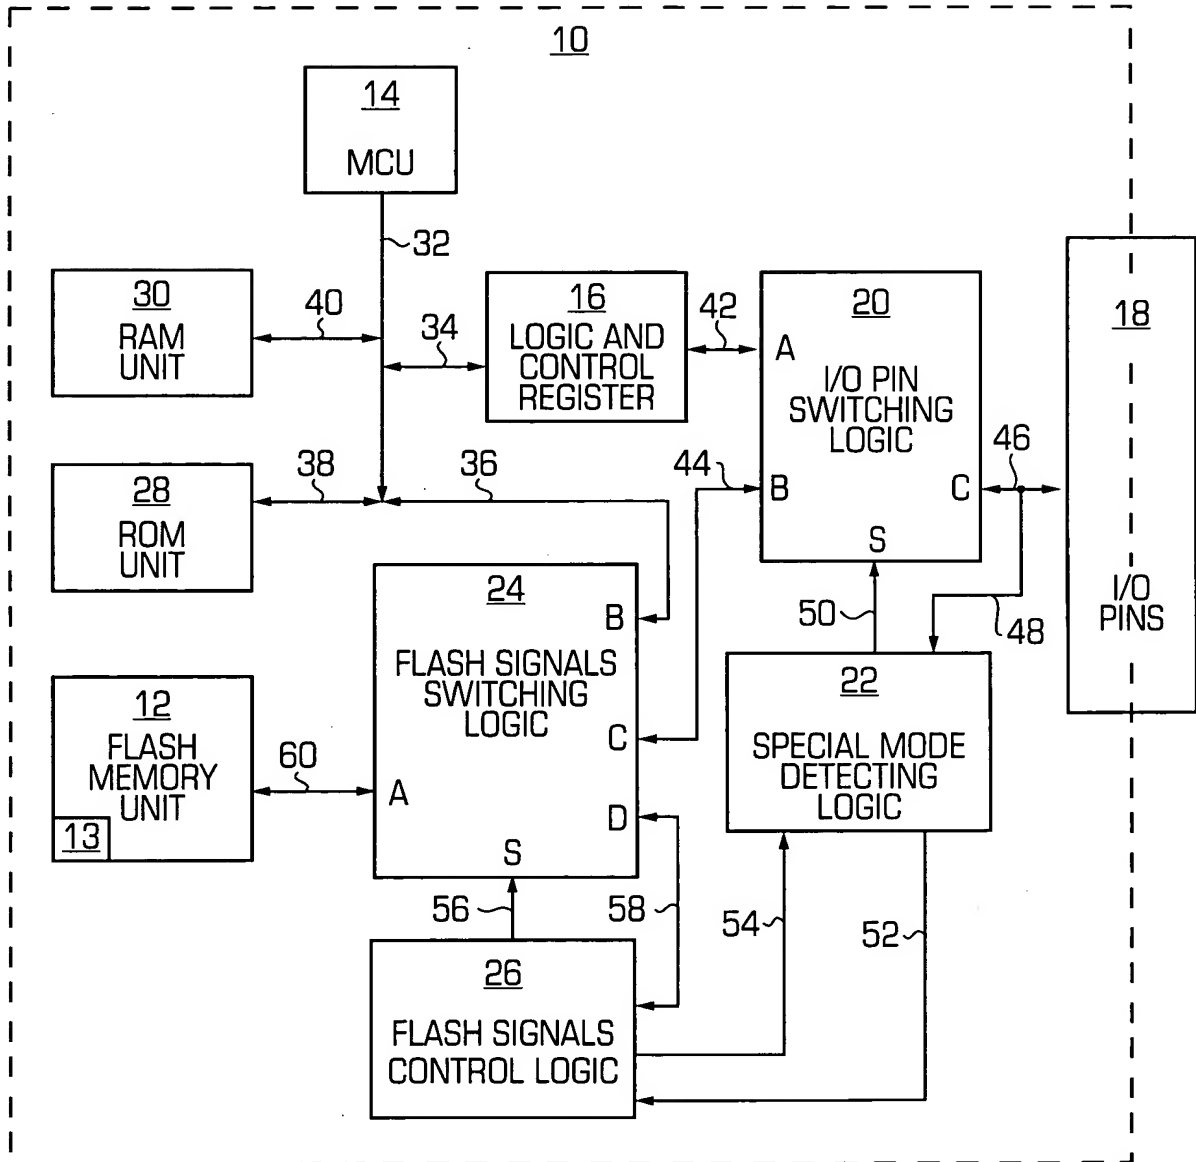 10
14
MCU
32
30
RAM
UNIT
40
34
16
LOGIC AND
CONTROL
REGISTER
42
20
I/O PIN
SWITCHING
LOGIC
A
B
C
S
18
I/O
PINS
46
44
28
ROM
UNIT
38
36
50
48
24
FLASH SIGNALS
SWITCHING
LOGIC
B
C
D
A
S
22
SPECIAL MODE
DETECTING
LOGIC
12
FLASH
MEMORY
UNIT
13
60
56
58
54
52
26
FLASH SIGNALS
CONTROL LOGIC